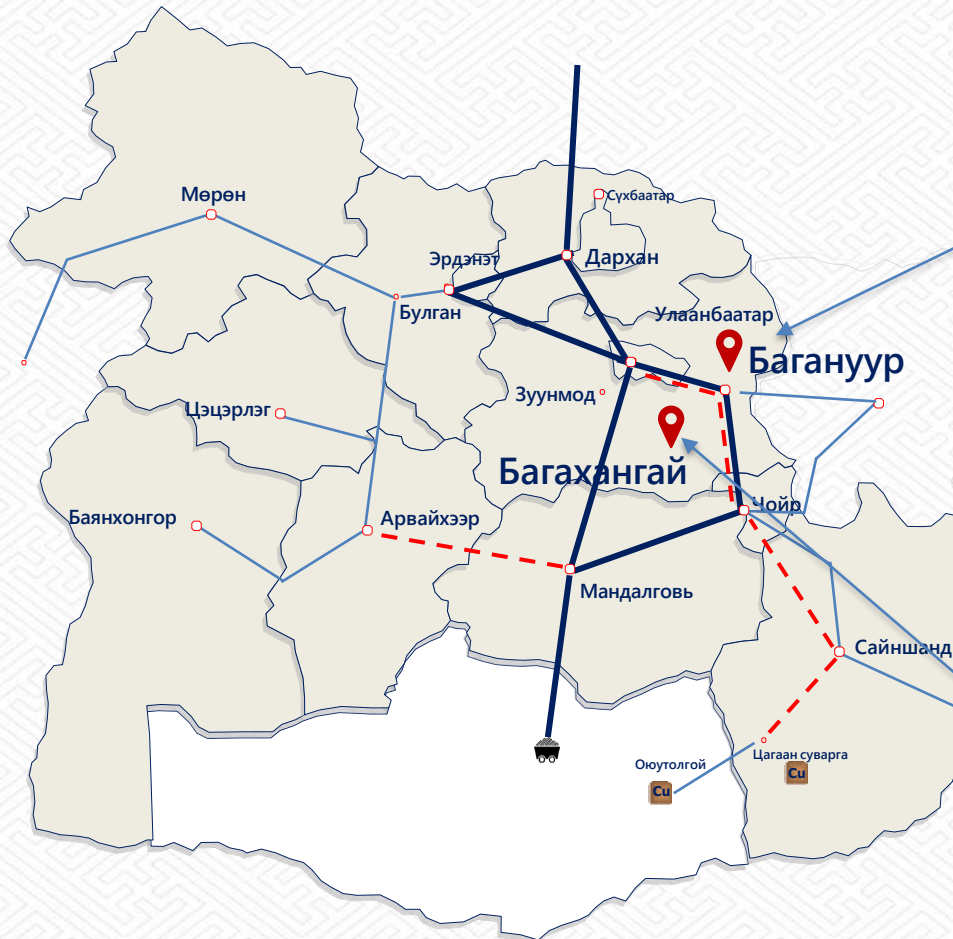 Мөрөн
Сүхбаатар
Эрдэнэт
Дархан
Булган
Улаанбаатар
Багануур
Зуунмод
Цэцэрлэг
Багахангай
Чойр
Баянхонгор
Арвайхээр
Мандалговь
Сайншанд
Оюутолгой
Цагаан суварга
Cu
Cu